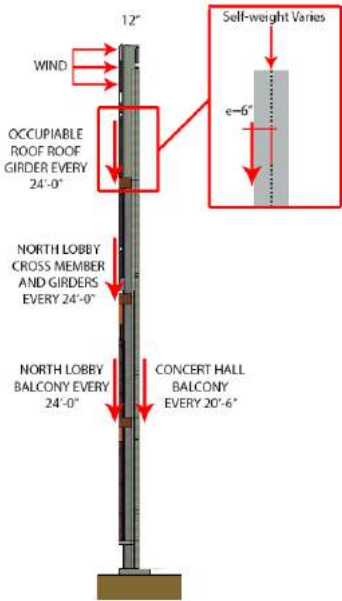 12"
Self-weight Varies
WIND
e=6"
OCCUPIABLE
ROOF ROOF
GIRDER EVERY
24'-0"
NORTH LOBBY
CROSS MEMBER
AND GIRDERS
EVERY 24'-0"
NORTH LOBBY
BALCONY EVERY
24'-0"
CONCERT HALL
BALCONY
EVERY 20'-6"